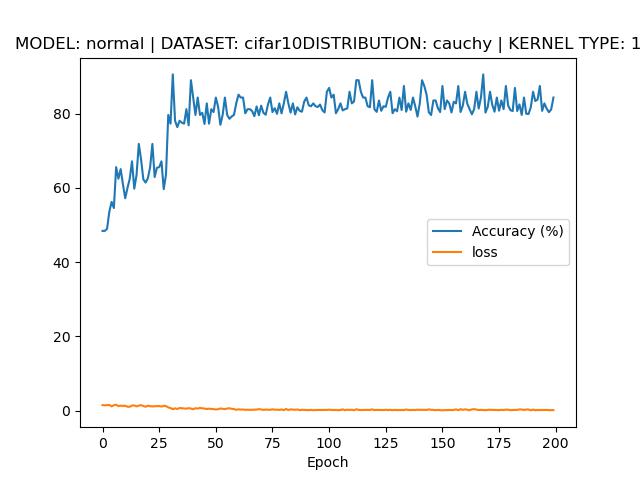 MODEL: normal | DATASET: cifar10DISTRIBUTION: cauchy | KERNEL TYPE: 1
80
60
40
20
0
Accuracy (%)
loss
0 25 50 75 100 125 150 175 200
Epoch